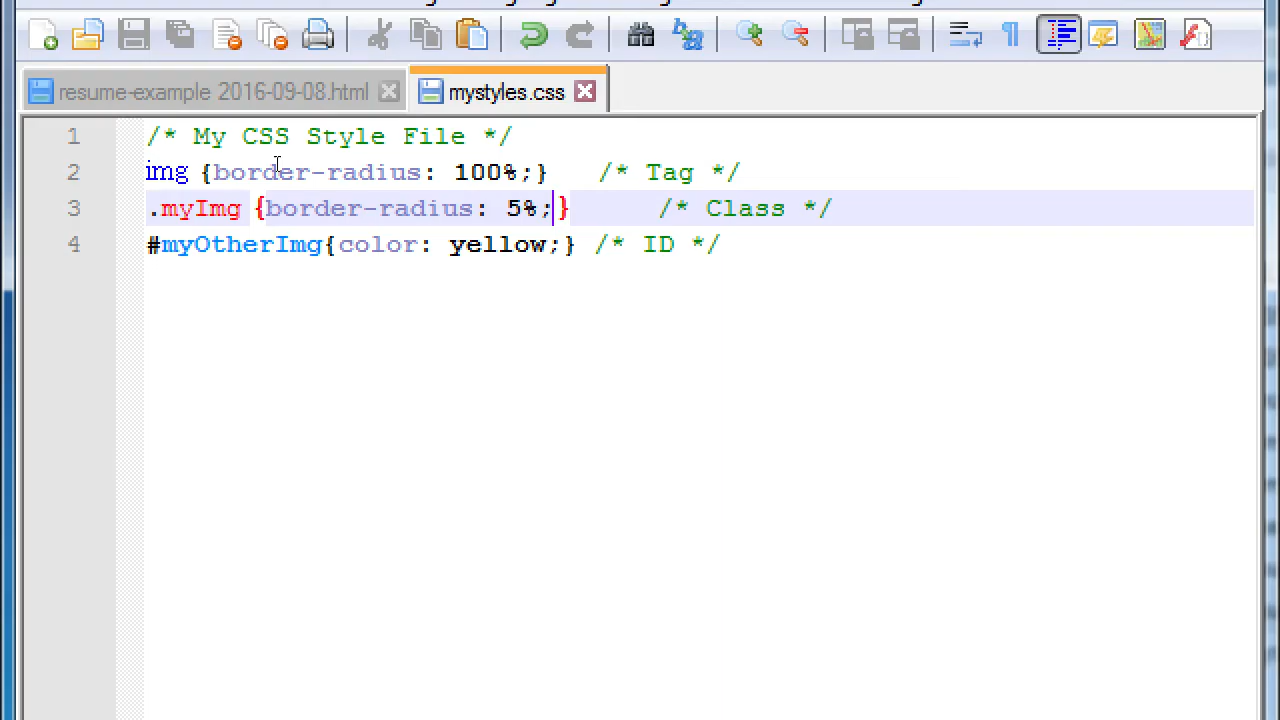 resume-example 2016-09-08.html
mystyles.css
1 /* My CSS Style File */
2 img {border-radius: 100%;} /* Tag */
3 .myImg {border-radius: 5%;} /* Class */
4 #myOtherImg{color: yellow;} /* ID */